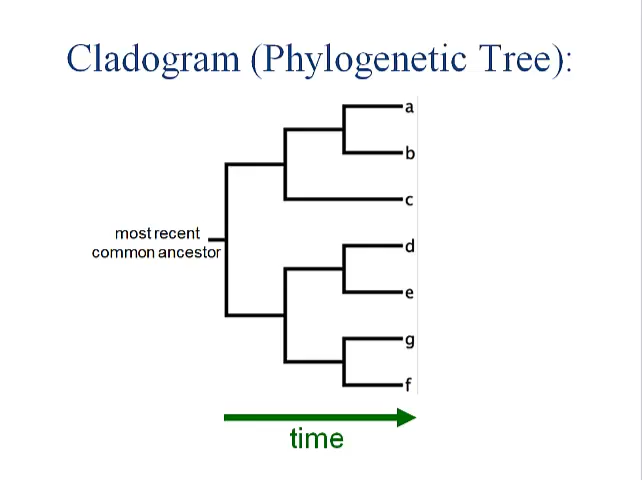 Cladogram (Phylogenetic Tree):
a
b
c
most recent
common ancestor
d
e
g
f
time